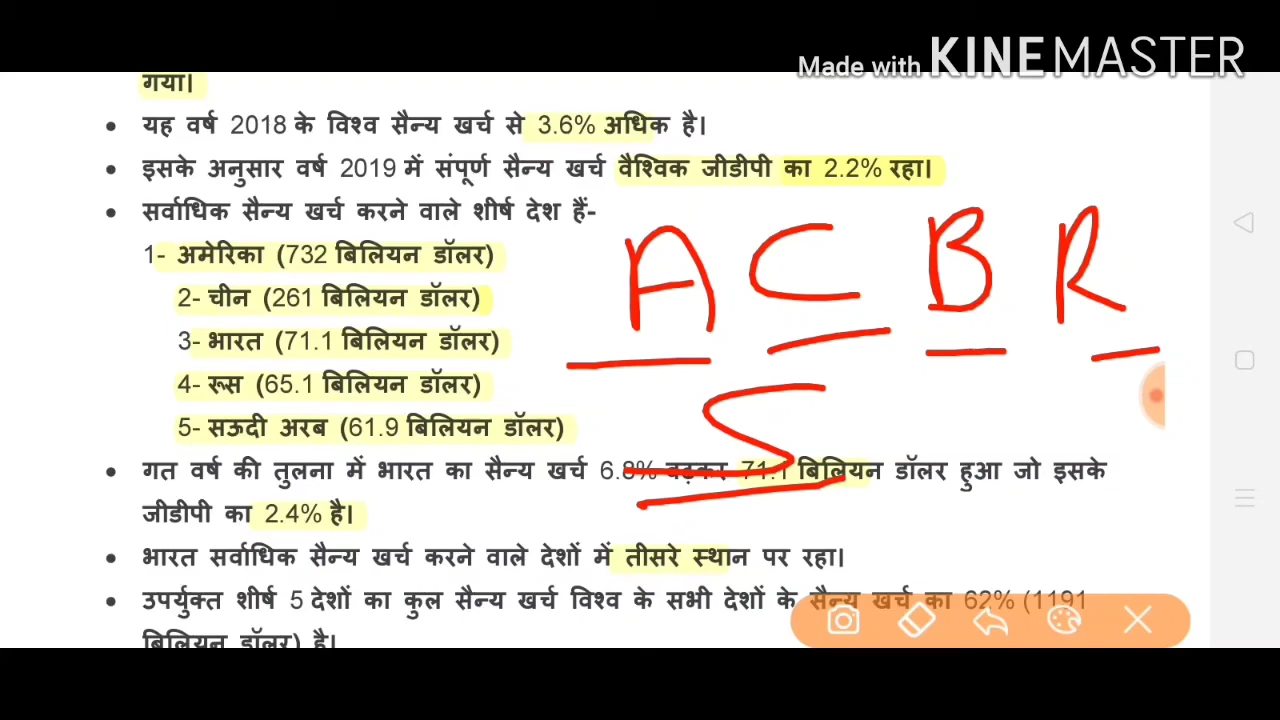 Made with KINEMASTER
गया।
• यह वर्ष 2018 के विश्व सैन्य खर्च से 3.6% अधिक है।
• इसके अनुसार वर्ष 2019 में संपूर्ण सैन्य खर्च वैश्विक जीडीपी का 2.2% रहा।
• सर्वाधिक सैन्य खर्च करने वाले शीर्ष देश हैं-
1- अमेरिका (732 बिलियन डॉलर)
2- चीन (261 बिलियन डॉलर)
3- भारत (71.1 बिलियन डॉलर)
4- रूस (65.1 बिलियन डॉलर)
5- सऊदी अरब (61.9 बिलियन डॉलर)
A C B R
S
• गत वर्ष की तुलना में भारत का सैन्य खर्च 6.8% बढ़कर 71.1 बिलियन डॉलर हुआ जो इसके
जीडीपी का 2.4% है।
• भारत सर्वाधिक सैन्य खर्च करने वाले देशों में तीसरे स्थान पर रहा।
• उपर्युक्त शीर्ष 5 देशों का कुल सैन्य खर्च विश्व के सभी देशों के सैन्य खर्च का 62% (1191
बिलियन डॉलर) है।